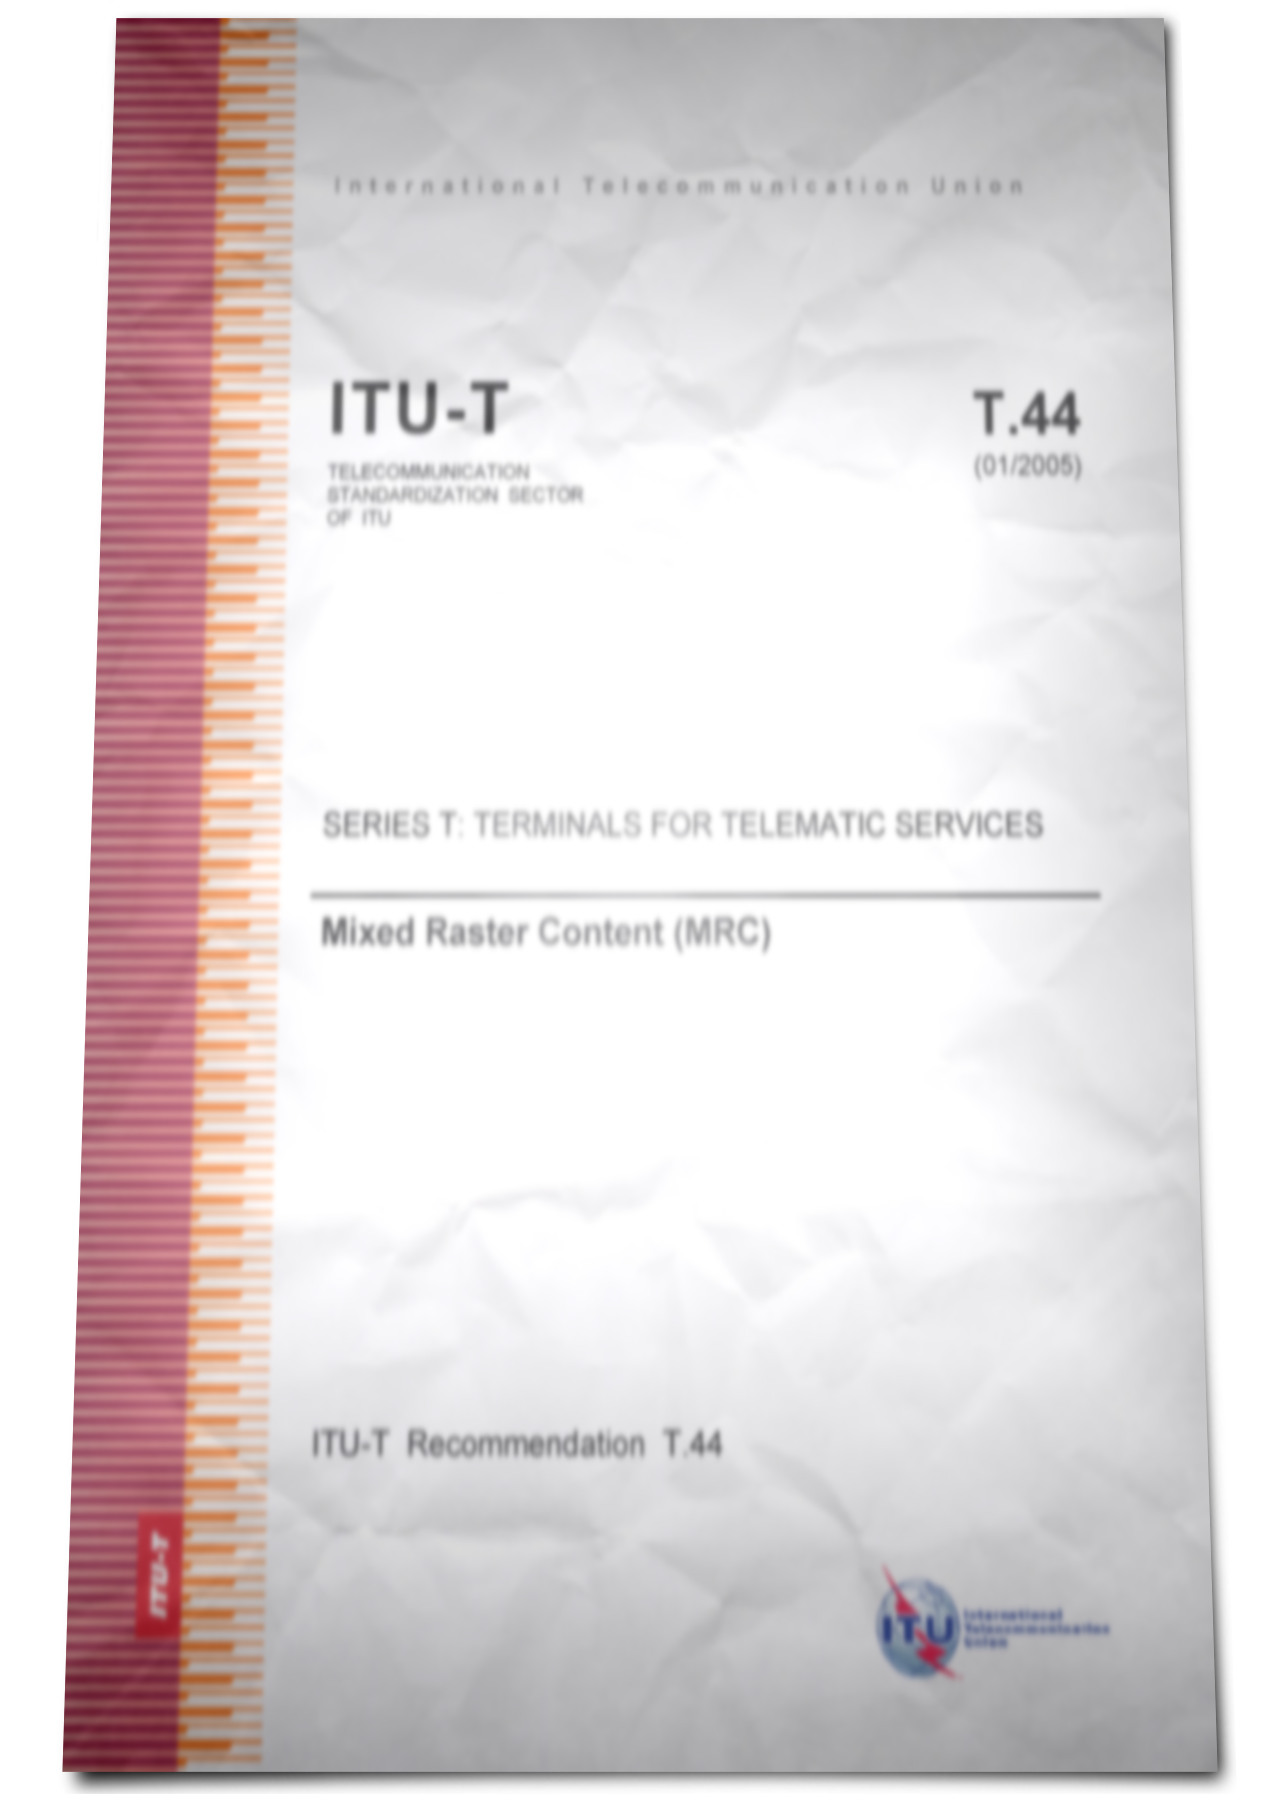 International Telecommunication Union
ITU-T
T.44
(01/2005)
TELECOMMUNICATION
STANDARDIZATION SECTOR
OF ITU
SERIES T: TERMINALS FOR TELEMATIC SERVICES
Mixed Raster Content (MRC)
ITU-T Recommendation T.44
ITU-T
ITU
International
Telecommunication
Union